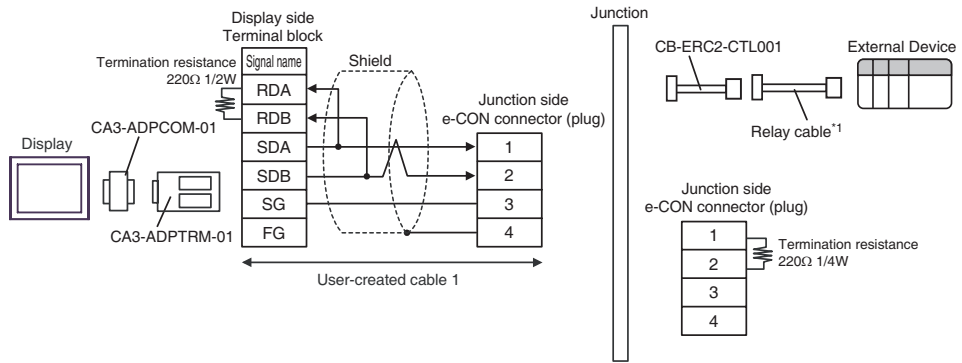 Display side
Terminal block
Junction
CB-ERC2-CTL001
External Device
Termination resistance
220Ω 1/2W
Signal name
Shield
RDA
RDB
SDA
SDB
SG
FG
Junction side
e-CON connector (plug)
1
2
3
4
Relay cable*1
CA3-ADPCOM-01
Display
CA3-ADPTRM-01
User-created cable 1
Junction side
e-CON connector (plug)
1
2
3
4
Termination resistance
220Ω 1/4W